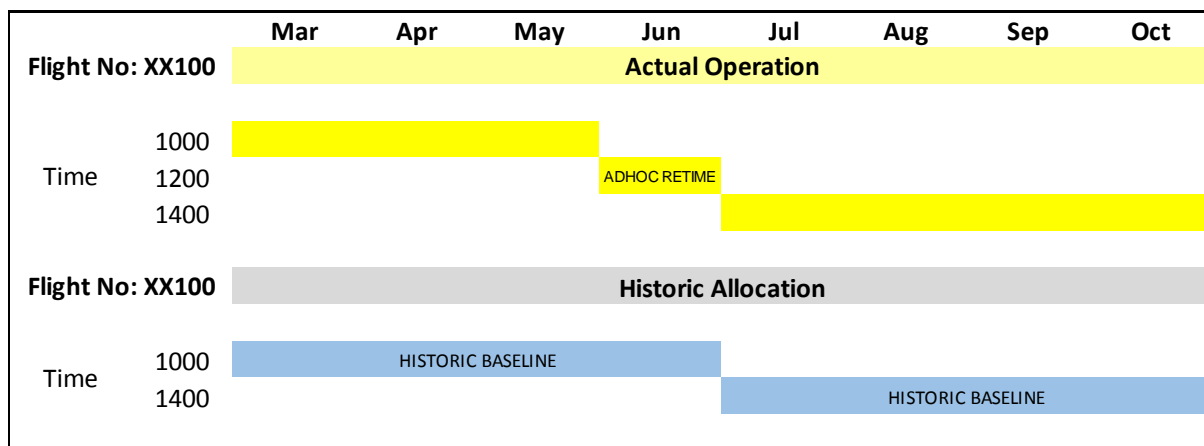 Mar Apr May Jun Jul Aug Sep Oct
Flight No: XX100 Actual Operation
1000
Time 1200 ADHOC RETIME
1400
Flight No: XX100 Historic Allocation
1000 HISTORIC BASELINE
Time
1400 HISTORIC BASELINE